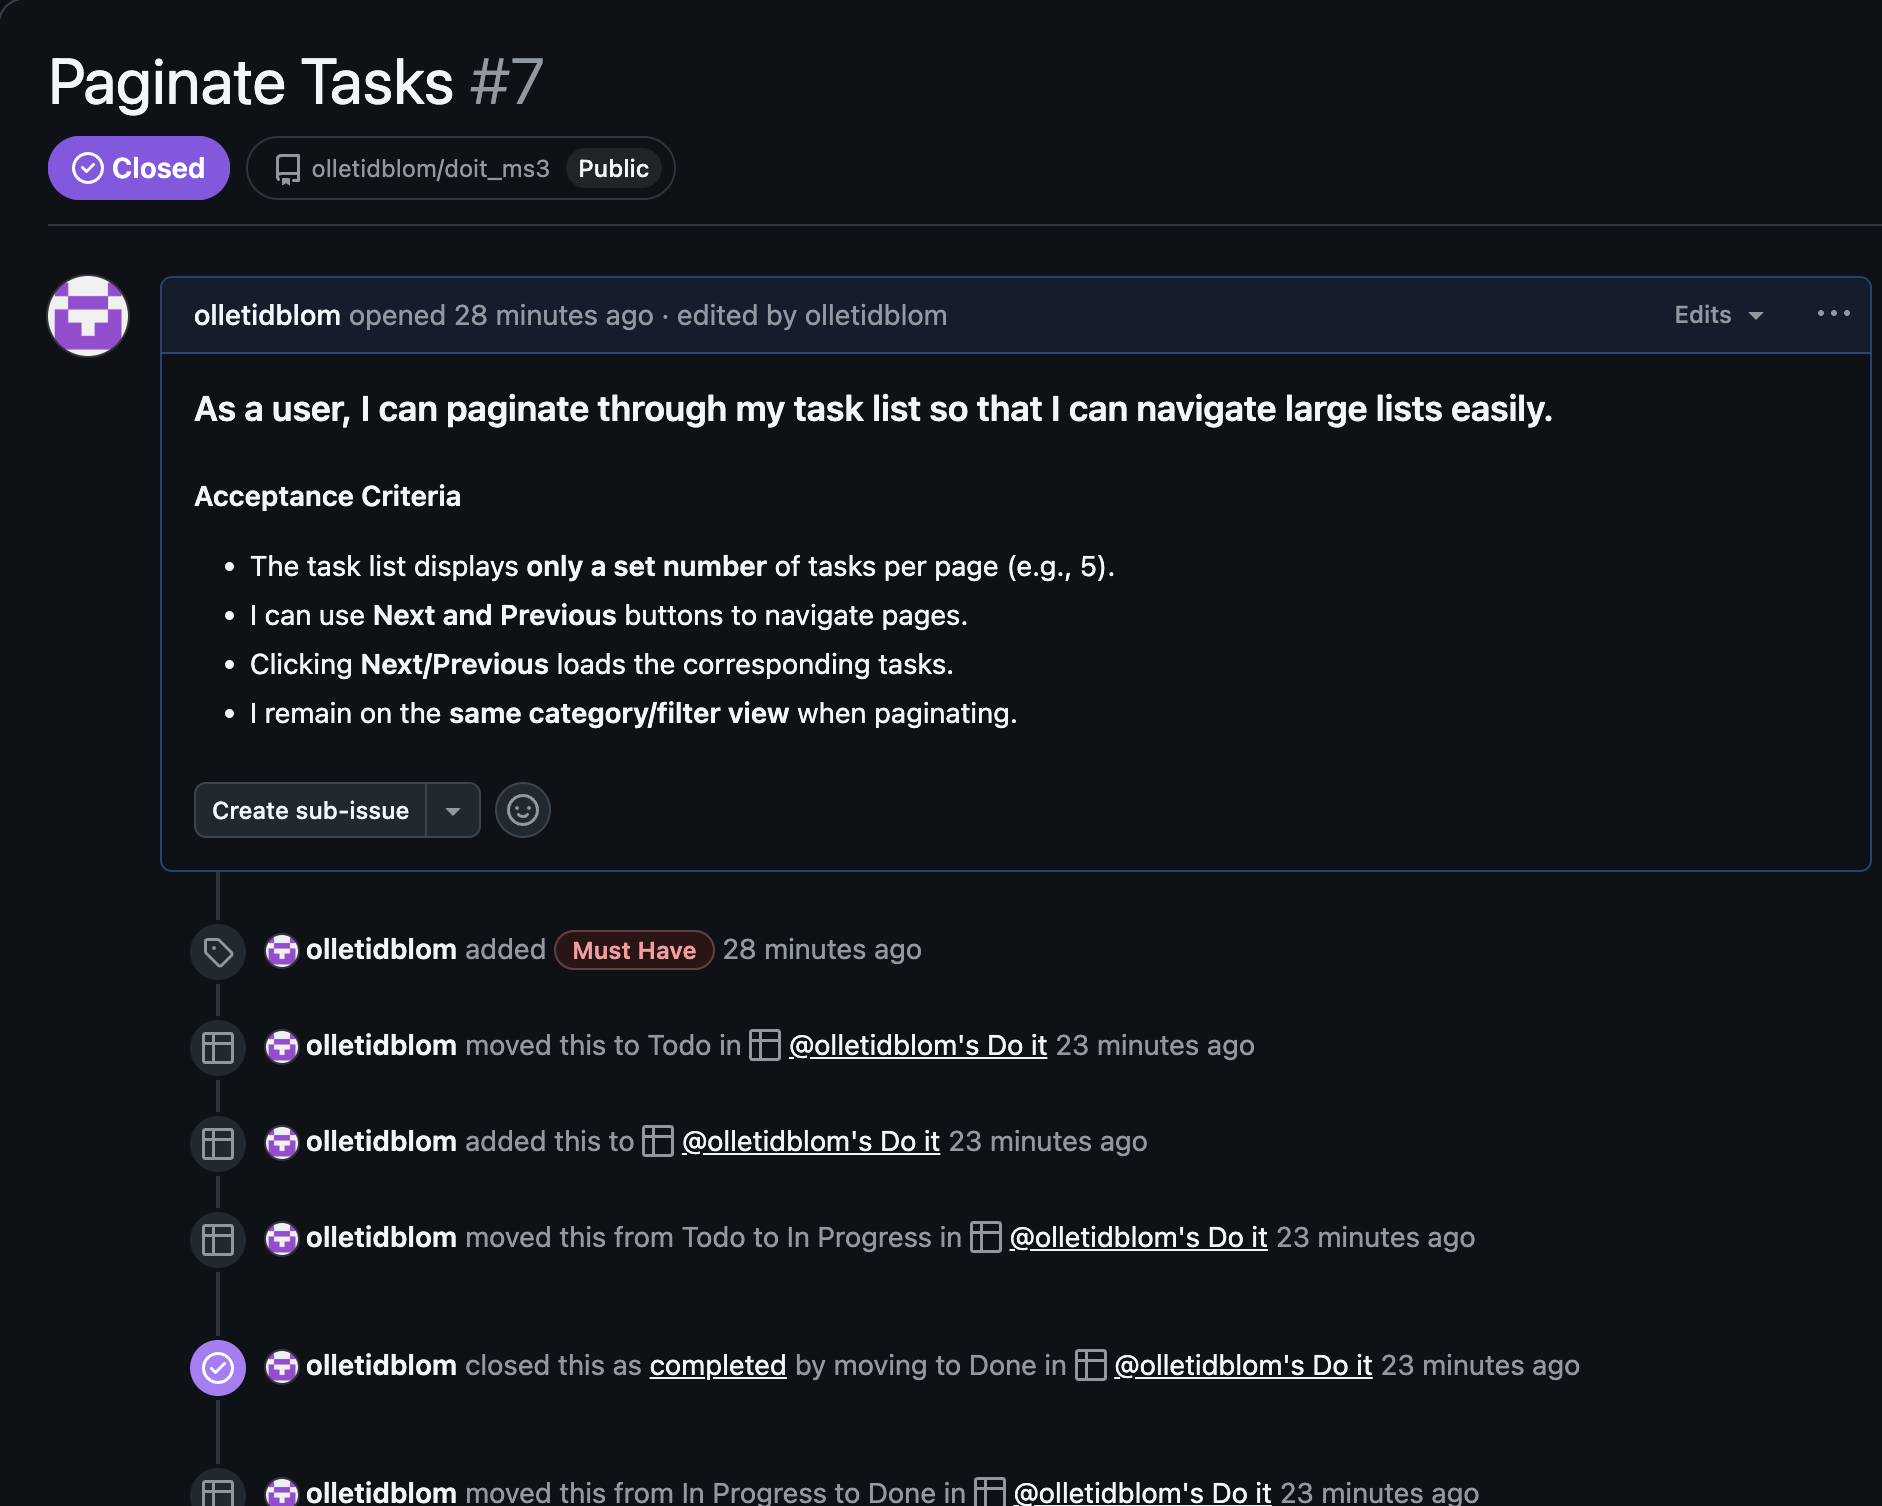 Paginate Tasks #7
Closed olletidblom/doit_ms3 Public
olletidblom opened 28 minutes ago · edited by olletidblom Edits
As a user, I can paginate through my task list so that I can navigate large lists easily.
Acceptance Criteria
• The task list displays only a set number of tasks per page (e.g., 5).
• I can use Next and Previous buttons to navigate pages.
• Clicking Next/Previous loads the corresponding tasks.
• I remain on the same category/filter view when paginating.
Create sub-issue
olletidblom added Must Have 28 minutes ago
olletidblom moved this to Todo in @olletidblom's Do it 23 minutes ago
olletidblom added this to @olletidblom's Do it 23 minutes ago
olletidblom moved this from Todo to In Progress in @olletidblom's Do it 23 minutes ago
olletidblom closed this as completed by moving to Done in @olletidblom's Do it 23 minutes ago
olletidblom moved this from In Progress to Done in @olletidblom's Do it 23 minutes ago